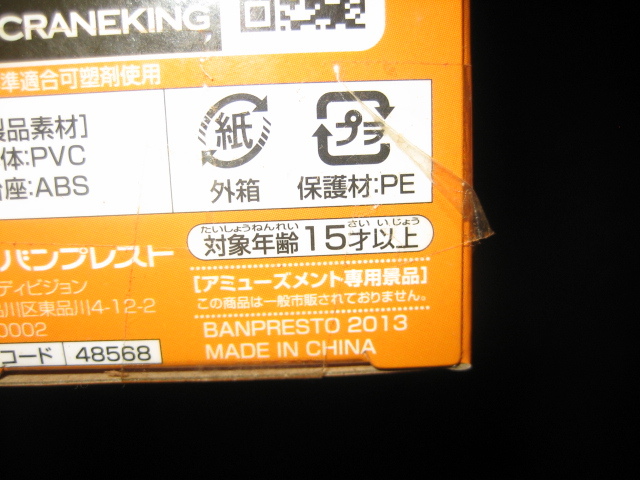 CRANEKING
準適合可塑剤使用
製品素材]
体:PVC
台座:ABS
紙
外箱
プラ
保護材:PE
たいしょうねんれい さい いじょう
対象年齢15才以上
バンプレスト
ディビジョン
品川区東品川4-12-2
0002
コード 48568
[アミューズメント専用景品]
この商品は一般市販されておりません。
BANPRESTO 2013
MADE IN CHINA